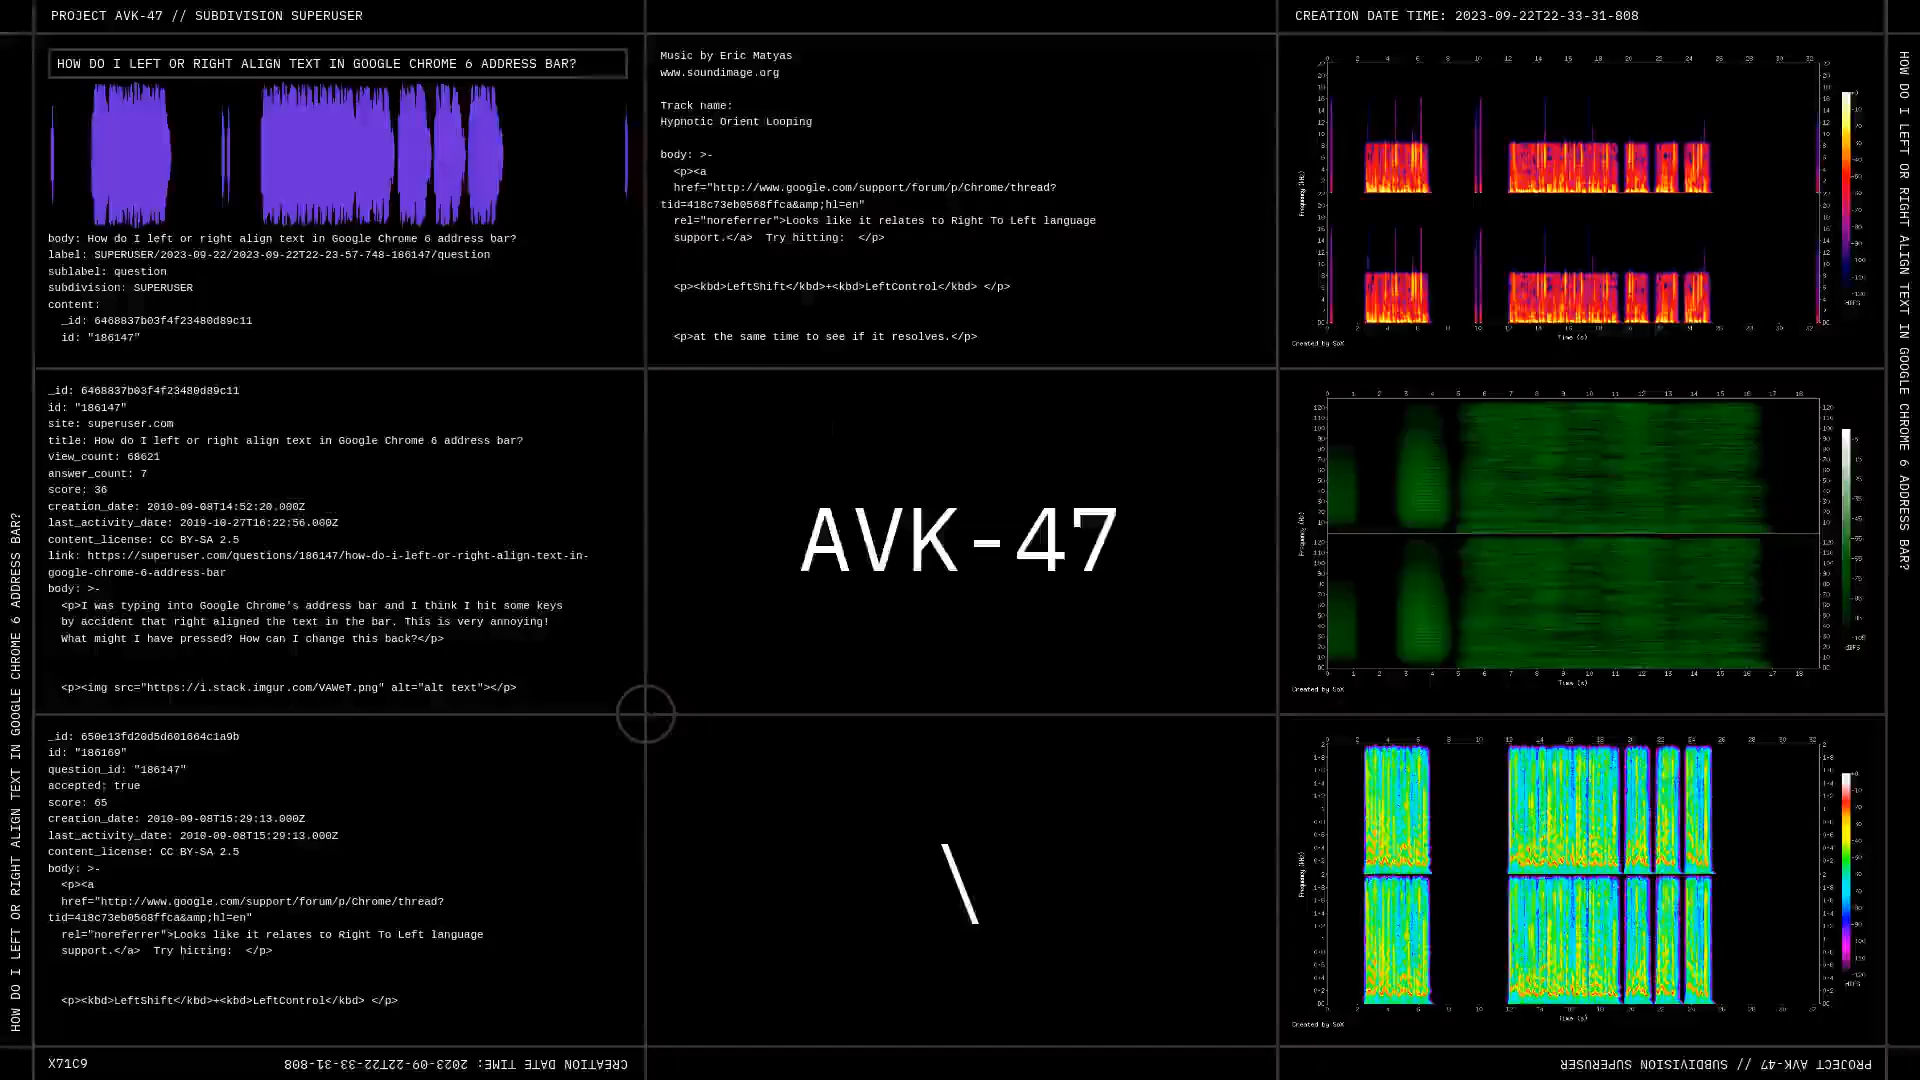 PROJECT AVK-47 // SUBDIVISION SUPERUSER
CREATION DATE TIME: 2023-09-22T22-33-31-808
HOW DO I LEFT OR RIGHT ALIGN TEXT IN GOOGLE CHROME 6 ADDRESS BAR?
body: How do I left or right align text in Google Chrome 6 address bar?
label: SUPERUSER/2023-09-22/2023-09-22T22-23-57-748-186147/question
sublabel: question
subdivision: SUPERUSER
content:
_id: 6468837b03f4f23480d89c11
id: "186147"
Music by Eric Matyas
www.soundimage.org
Track name:
Hypnotic Orient Looping
body: >-
<p><a
href="http://www.google.com/support/forum/p/Chrome/thread?
tid=418c73eb0568ffca&amp;hl=en"
rel="noreferrer">Looks like it relates to Right To Left language
support.</a>  Try hitting:  </p>
<p><kbd>LeftShift</kbd>+<kbd>LeftControl</kbd> </p>
<p>at the same time to see if it resolves.</p>
Frequency (kHz)
Time (s)
dBFS
Created by SoX
_id: 6468837b03f4f23480d89c11
id: "186147"
site: superuser.com
title: How do I left or right align text in Google Chrome 6 address bar?
view_count: 68621
answer_count: 7
score: 36
creation_date: 2010-09-08T14:52:20.000Z
last_activity_date: 2019-10-27T16:22:56.000Z
content_license: CC BY-SA 2.5
link: https://superuser.com/questions/186147/how-do-i-left-or-right-align-text-in-
google-chrome-6-address-bar
body: >-
<p>I was typing into Google Chrome's address bar and I think I hit some keys
by accident that right aligned the text in the bar. This is very annoying!
What might I have pressed? How can I change this back?</p>
<p><img src="https://i.stack.imgur.com/VAWeT.png" alt="alt text"></p>
AVK-47
Frequency (Hz)
Time (s)
dBFS
Created by SoX
_id: 650e13fd20d5d601664c1a9b
id: "186169"
question_id: "186147"
accepted: true
score: 65
creation_date: 2010-09-08T15:29:13.000Z
last_activity_date: 2010-09-08T15:29:13.000Z
content_license: CC BY-SA 2.5
body: >-
<p><a
href="http://www.google.com/support/forum/p/Chrome/thread?
tid=418c73eb0568ffca&amp;hl=en"
rel="noreferrer">Looks like it relates to Right To Left language
support.</a>  Try hitting:  </p>
<p><kbd>LeftShift</kbd>+<kbd>LeftControl</kbd> </p>
\
Frequency (kHz)
Time (s)
dBFS
Created by SoX
HOW DO I LEFT OR RIGHT ALIGN TEXT IN GOOGLE CHROME 6 ADDRESS BAR?
HOW DO I LEFT OR RIGHT ALIGN TEXT IN GOOGLE CHROME 6 ADDRESS BAR?
X71C9
CREATION DATE TIME: 2023-09-22T22-33-31-808
PROJECT AVK-47 // SUBDIVISION SUPERUSER